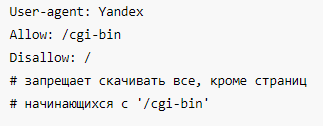 User-agent: Yandex
Allow: /cgi-bin
Disallow: /
# запрещает скачивать все, кроме страниц
# начинающихся с '/cgi-bin'